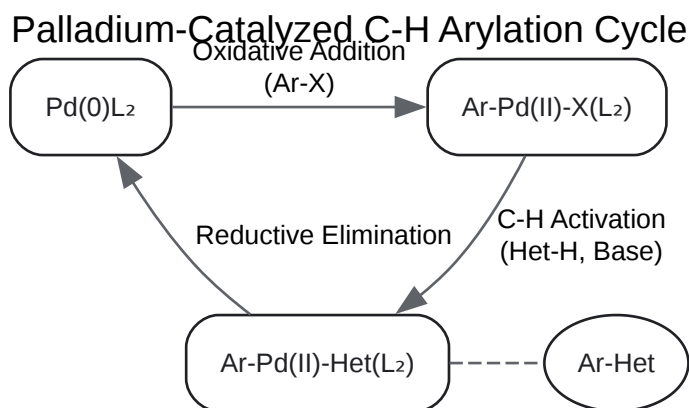 Palladium-Catalyzed C-H Arylation Cycle
Oxidative Addition
(Ar-X)
Pd(0)L₂
Ar-Pd(II)-X(L₂)
Reductive Elimination
C-H Activation
(Het-H, Base)
Ar-Pd(II)-Het(L₂)
Ar-Het